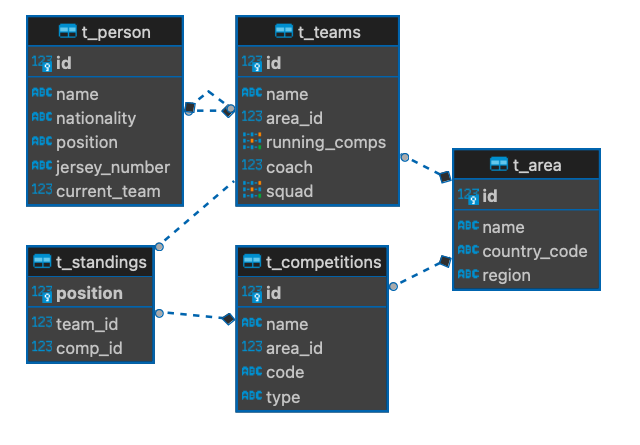 t_person
123 id
ABC name
ABC nationality
ABC position
ABC jersey_number
123 current_team
t_teams
123 id
ABC name
123 area_id
running_comps
123 coach
squad
t_area
123 id
ABC name
ABC country_code
ABC region
t_standings
123 position
123 team_id
123 comp_id
t_competitions
123 id
ABC name
123 area_id
ABC code
ABC type